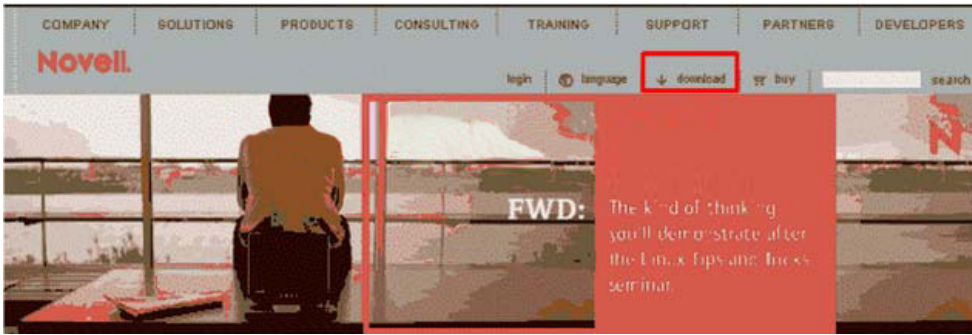 COMPANY SOLUTIONS PRODUCTS CONSULTING TRAINING SUPPORT PARTNERS DEVELOPERS
Novell.
login language download buy search
N
FWD:
The kind of thinking
you'll demonstrate after
the Linux Tips and Tricks
seminar.